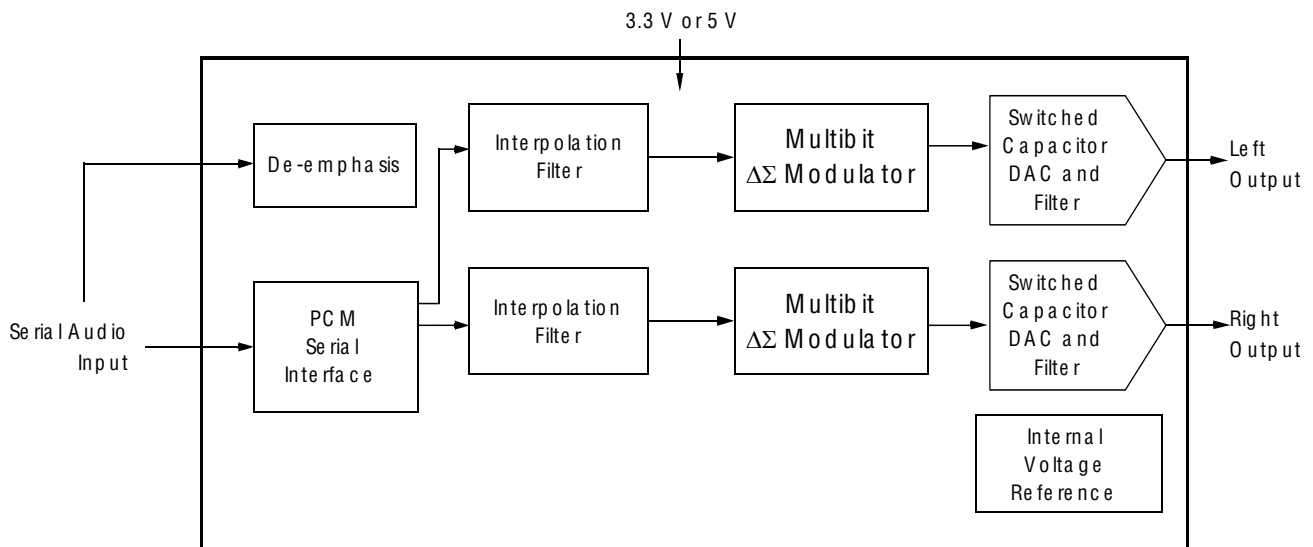 3.3 V or 5 V
De-emphasis
Interpolation
Filter
Multibit
ΔΣ Modulator
Switched
Capacitor
DAC and
Filter
Left
Output
Serial Audio
Input
PCM
Serial
Interface
Interpolation
Filter
Multibit
ΔΣ Modulator
Switched
Capacitor
DAC and
Filter
Right
Output
Internal
Voltage
Reference